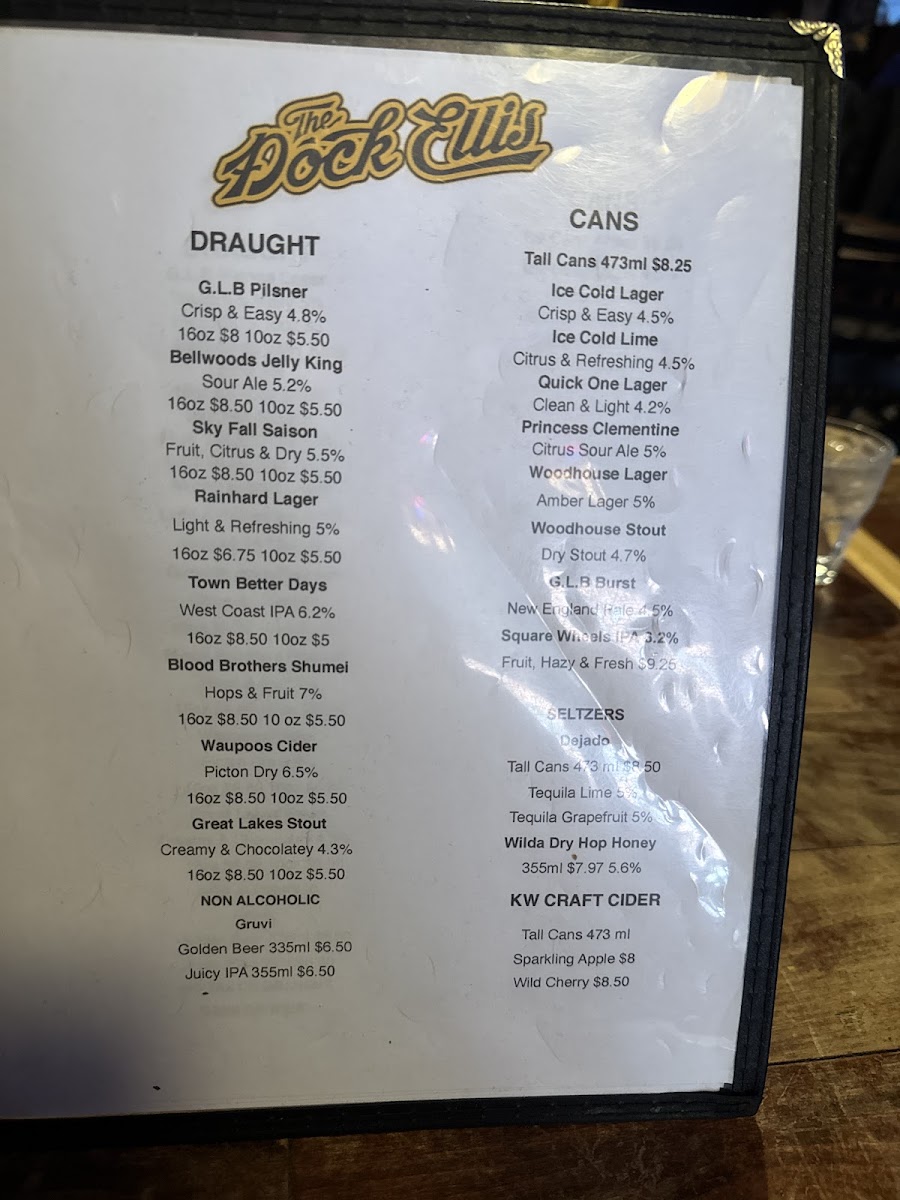 The
Dock Ellis
DRAUGHT
G.L.B Pilsner
Crisp & Easy 4.8%
16oz $8 10oz $5.50
Bellwoods Jelly King
Sour Ale 5.2%
16oz $8.50 10oz $5.50
Sky Fall Saison
Fruit, Citrus & Dry 5.5%
16oz $8.50 10oz $5.50
Rainhard Lager
Light & Refreshing 5%
16oz $6.75 10oz $5.50
Town Better Days
West Coast IPA 6.2%
16oz $8.50 10oz $5
Blood Brothers Shumei
Hops & Fruit 7%
16oz $8.50 10 oz $5.50
Waupoos Cider
Picton Dry 6.5%
16oz $8.50 10oz $5.50
Great Lakes Stout
Creamy & Chocolatey 4.3%
16oz $8.50 10oz $5.50
NON ALCOHOLIC
Gruvi
Golden Beer 335ml $6.50
Juicy IPA 355ml $6.50
CANS
Tall Cans 473ml $8.25
Ice Cold Lager
Crisp & Easy 4.5%
Ice Cold Lime
Citrus & Refreshing 4.5%
Quick One Lager
Clean & Light 4.2%
Princess Clementine
Citrus Sour Ale 5%
Woodhouse Lager
Amber Lager 5%
Woodhouse Stout
Dry Stout 4.7%
G.L.B Burst
New England 4.5%
Square Wheels IPA
Fruit, Hazy & Fresh $9.25
SELTZERS
Dejado
Tall Cans 473 ml $8.50
Tequila Lime 5%
Tequila Grapefruit 5%
Wilda Dry Hop Honey
355ml $7.97 5.6%
KW CRAFT CIDER
Tall Cans 473 ml
Sparkling Apple $8
Wild Cherry $8.50